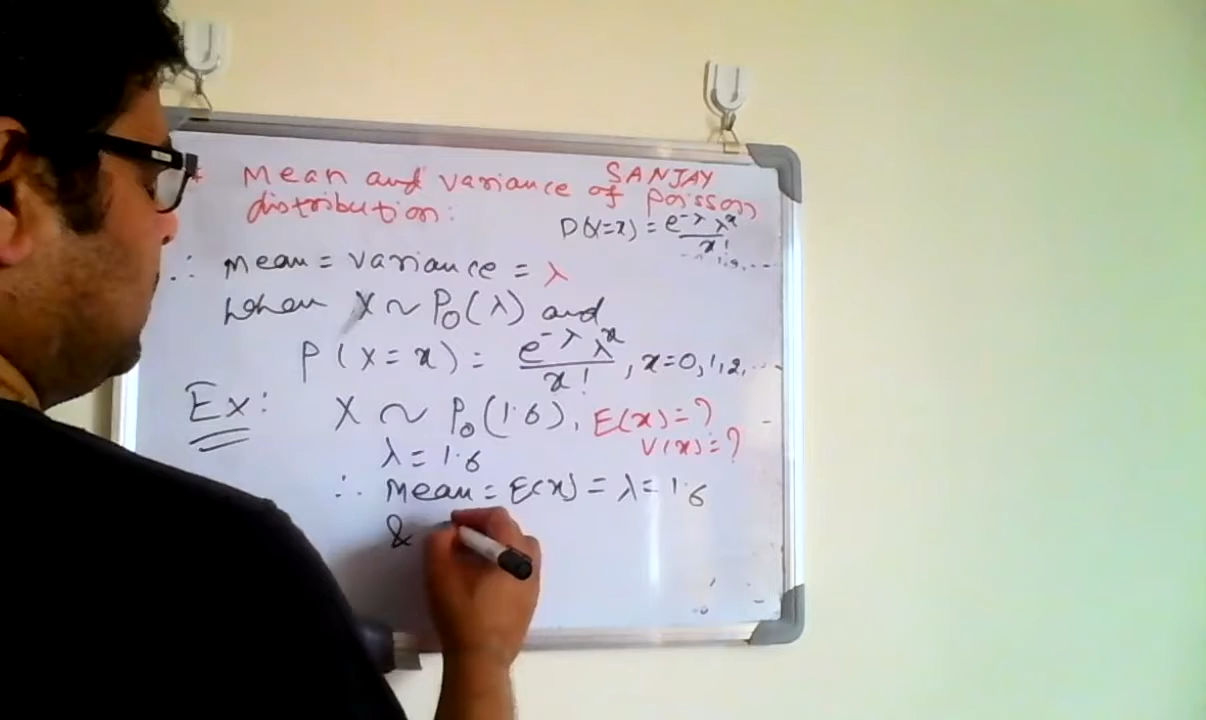 * Mean and variance of Poisson SANJAY
distribution:
P(X=x) = e^-λ λ^x / x!
∴ Mean = variance = λ
when X ~ Po(λ) and
P(X=x) = e^-λ λ^x / x! , x=0,1,2,...
Ex: X ~ Po(1.6), E(x)=?
V(x)=?
λ = 1.6
∴ Mean = E(x) = λ = 1.6
&